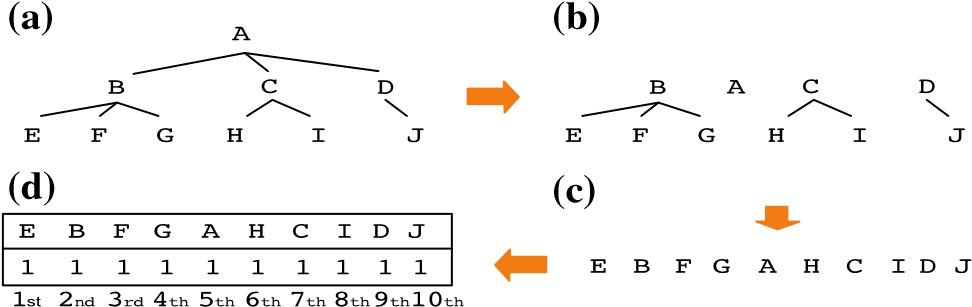 (a)
A
B C D
E F G H I J
(b)
B A C D
E F G H I J
(c)
E B F G A H C I D J
(d)
E B F G A H C I D J
1 1 1 1 1 1 1 1 1 1
1st 2nd 3rd 4th 5th 6th 7th 8th 9th 10th